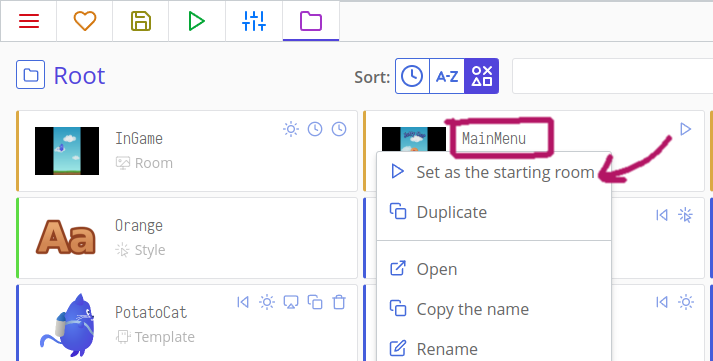 Root
Sort:
A-Z
InGame
Room
MainMenu
Set as the starting room
Duplicate
Open
Copy the name
Rename
Aa
Orange
Style
PotatoCat
Template